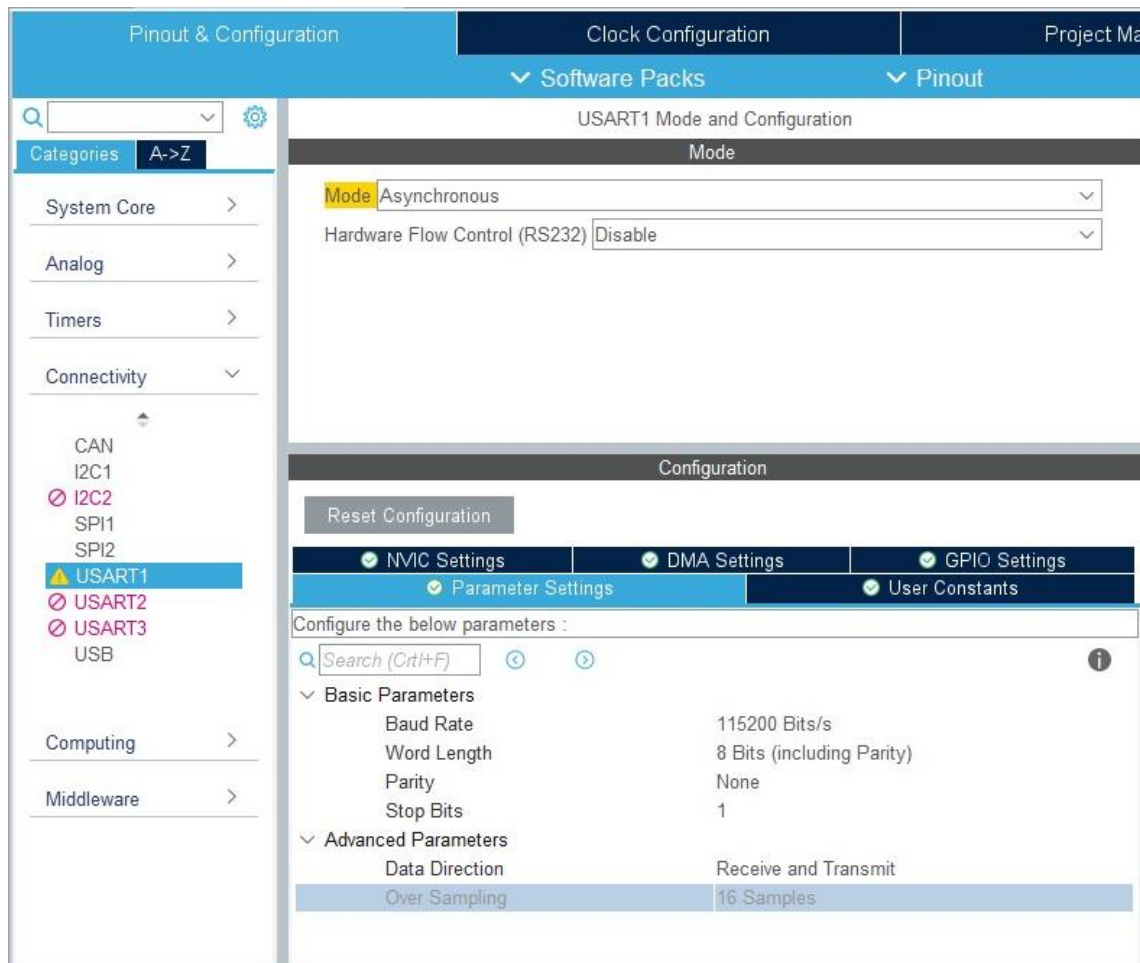 Pinout & Configuration
Clock Configuration
Project Ma
Software Packs
Pinout
Categories
A->Z
System Core
Analog
Timers
Connectivity
CAN
I2C1
I2C2
SPI1
SPI2
USART1
USART2
USART3
USB
Computing
Middleware
USART1 Mode and Configuration
Mode
Mode Asynchronous
Hardware Flow Control (RS232) Disable
Configuration
Reset Configuration
NVIC Settings
DMA Settings
GPIO Settings
Parameter Settings
User Constants
Configure the below parameters :
Search (Crtl+F)
Basic Parameters
Baud Rate 115200 Bits/s
Word Length 8 Bits (including Parity)
Parity None
Stop Bits 1
Advanced Parameters
Data Direction Receive and Transmit
Over Sampling 16 Samples